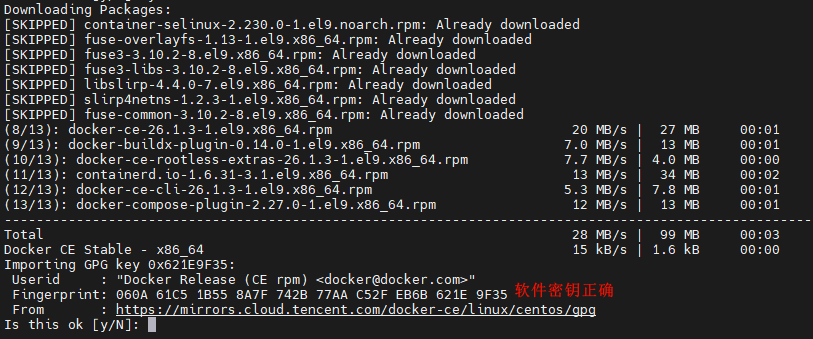 Downloading Packages:
[SKIPPED] container-selinux-2.230.0-1.el9.noarch.rpm: Already downloaded
[SKIPPED] fuse-overlayfs-1.13-1.el9.x86_64.rpm: Already downloaded
[SKIPPED] fuse3-3.10.2-8.el9.x86_64.rpm: Already downloaded
[SKIPPED] fuse3-libs-3.10.2-8.el9.x86_64.rpm: Already downloaded
[SKIPPED] libslirp-4.4.0-7.el9.x86_64.rpm: Already downloaded
[SKIPPED] slirp4netns-1.2.3-1.el9.x86_64.rpm: Already downloaded
[SKIPPED] fuse-common-3.10.2-8.el9.x86_64.rpm: Already downloaded
(8/13): docker-ce-26.1.3-1.el9.x86_64.rpm 20 MB/s | 27 MB 00:01
(9/13): docker-buildx-plugin-0.14.0-1.el9.x86_64.rpm 7.0 MB/s | 13 MB 00:01
(10/13): docker-ce-rootless-extras-26.1.3-1.el9.x86_64.rpm 7.7 MB/s | 4.0 MB 00:00
(11/13): containerd.io-1.6.31-3.1.el9.x86_64.rpm 13 MB/s | 34 MB 00:02
(12/13): docker-ce-cli-26.1.3-1.el9.x86_64.rpm 5.3 MB/s | 7.8 MB 00:01
(13/13): docker-compose-plugin-2.27.0-1.el9.x86_64.rpm 12 MB/s | 13 MB 00:01
--------------------------------------------------------------------------------
Total 28 MB/s | 99 MB 00:03
Docker CE Stable - x86_64 15 kB/s | 1.6 kB 00:00
Importing GPG key 0x621E9F35:
Userid : "Docker Release (CE rpm) <docker@docker.com>"
Fingerprint: 060A 61C5 1B55 8A7F 742B 77AA C52F EB6B 621E 9F35 软件密钥正确
From : https://mirrors.cloud.tencent.com/docker-ce/linux/centos/gpg
Is this ok [y/N]: